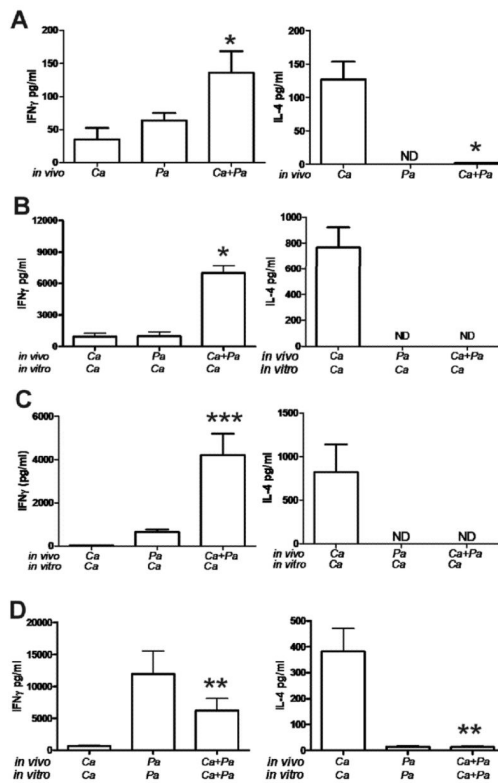 A
IFNγ pg/ml
200
150
100
50
0
*
in vivo Ca Pa Ca+Pa
IL-4 pg/ml
200
150
100
50
0
ND
*
in vivo Ca Pa Ca+Pa
B
IFNγ pg/ml
12000
9000
6000
3000
0
*
in vivo Ca Pa Ca+Pa
in vitro Ca Ca Ca
IL-4 pg/ml
1000
800
600
400
200
0
ND ND
in vivo Ca Pa Ca+Pa
in vitro Ca Ca Ca
C
IFNγ (pg/ml)
6000
4000
2000
0
***
in vivo Ca Pa Ca+Pa
in vitro Ca Ca Ca
IL-4 pg/ml
1500
1000
500
0
ND ND
in vivo Ca Pa Ca+Pa
in vitro Ca Ca Ca
D
IFNγ pg/ml
20000
15000
10000
5000
0
**
in vivo Ca Pa Ca+Pa
in vitro Ca Pa Ca+Pa
IL-4 pg/ml
500
400
300
200
100
0
**
in vivo Ca Pa Ca+Pa
in vitro Ca Pa Ca+Pa